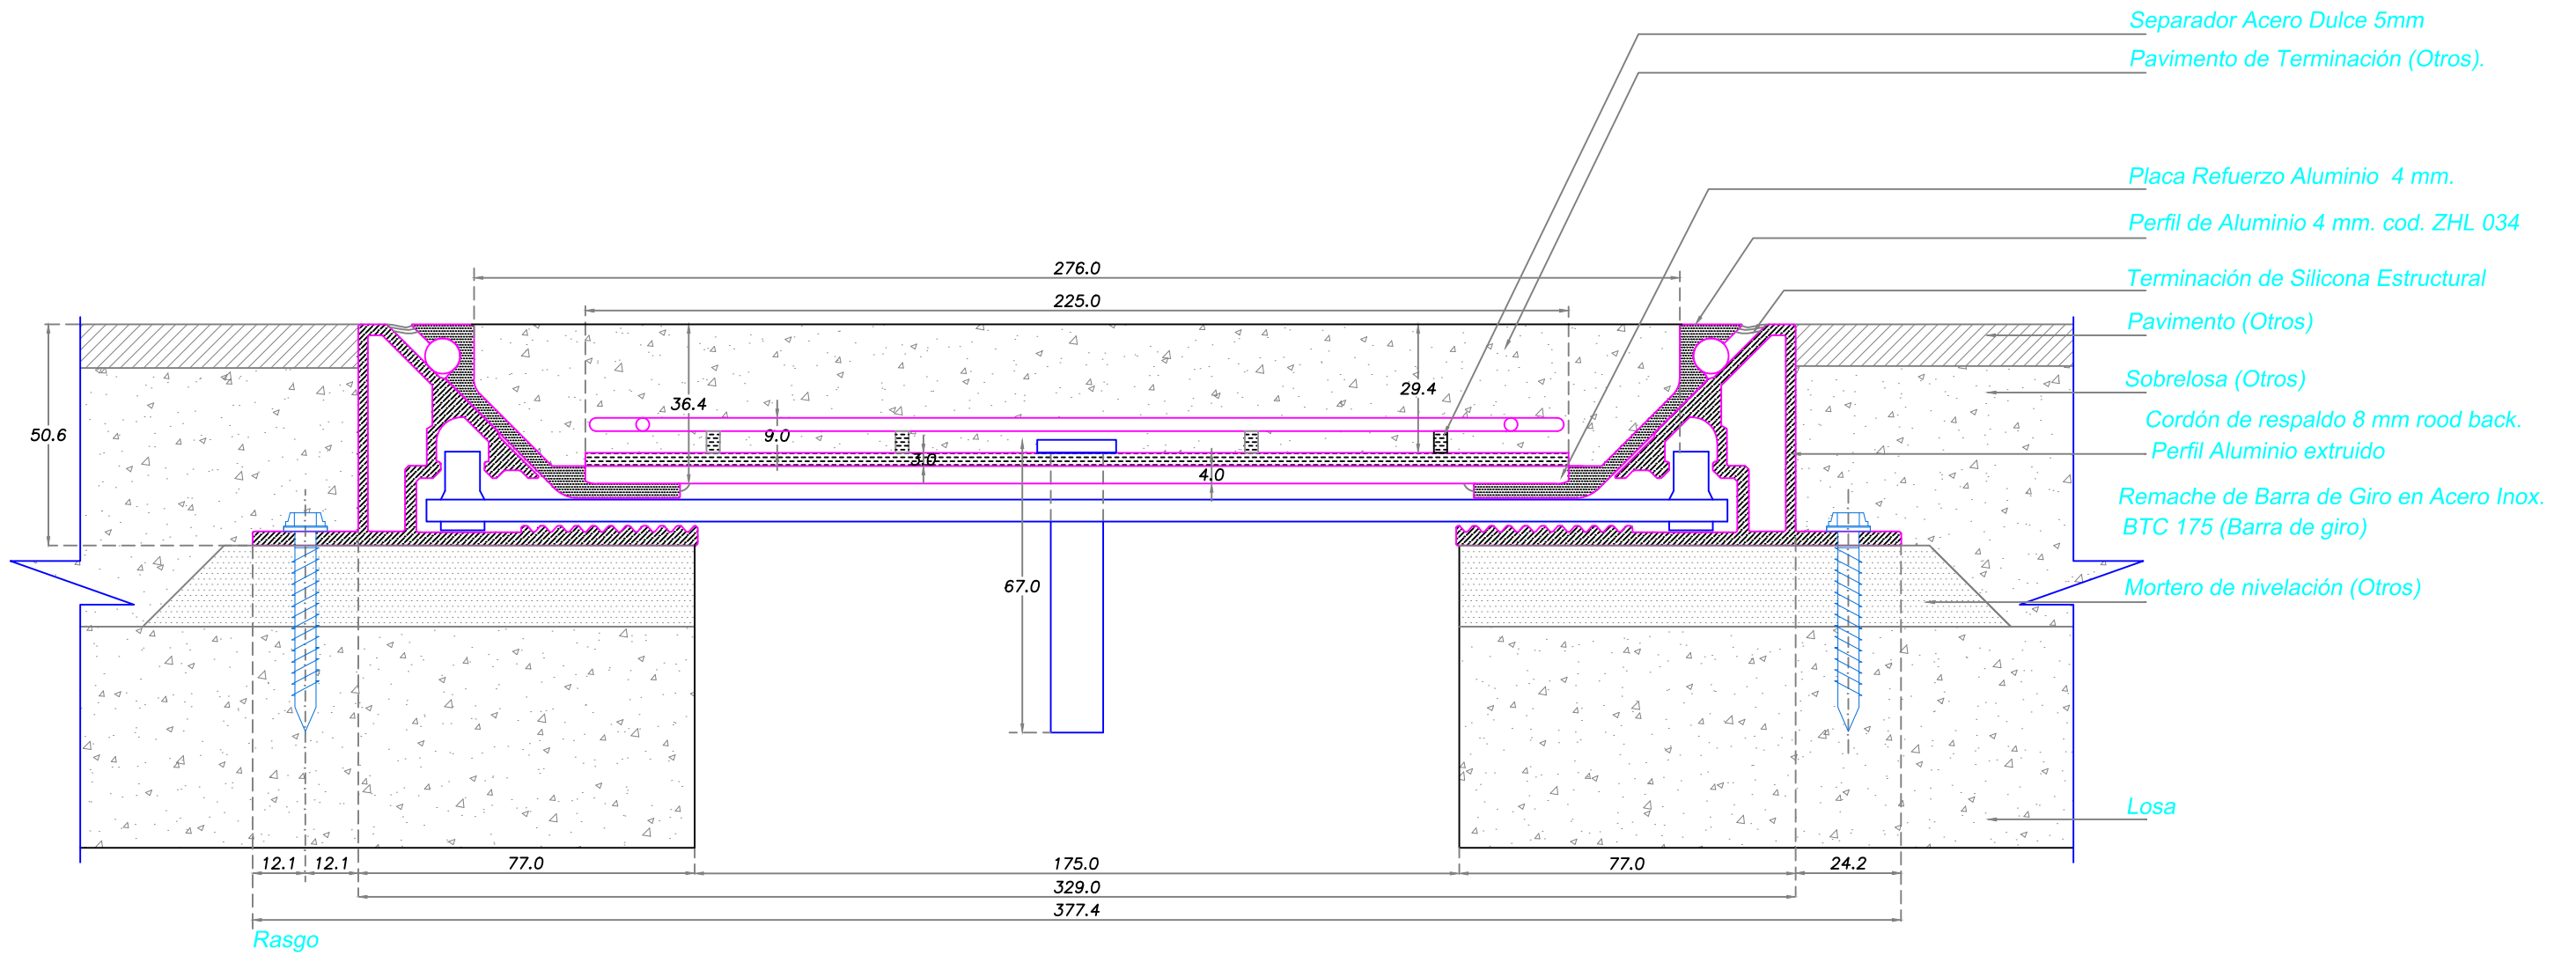 Separador Acero Dulce 5mm
Pavimento de Terminación (Otros).
Placa Refuerzo Aluminio  4 mm.
Perfil de Aluminio 4 mm. cod. ZHL 034
276.0
Terminación de Silicona Estructural
225.0
Pavimento (Otros)
Sobrelosa (Otros)
29.4
36.4
Cordón de respaldo 8 mm rood back.
50.6
9.0
Perfil Aluminio extruido
3.0
4.0
Remache de Barra de Giro en Acero Inox.
BTC 175 (Barra de giro)
67.0
Mortero de nivelación (Otros)
Losa
12.1 12.1 77.0 175.0 77.0 24.2
329.0
377.4
Rasgo